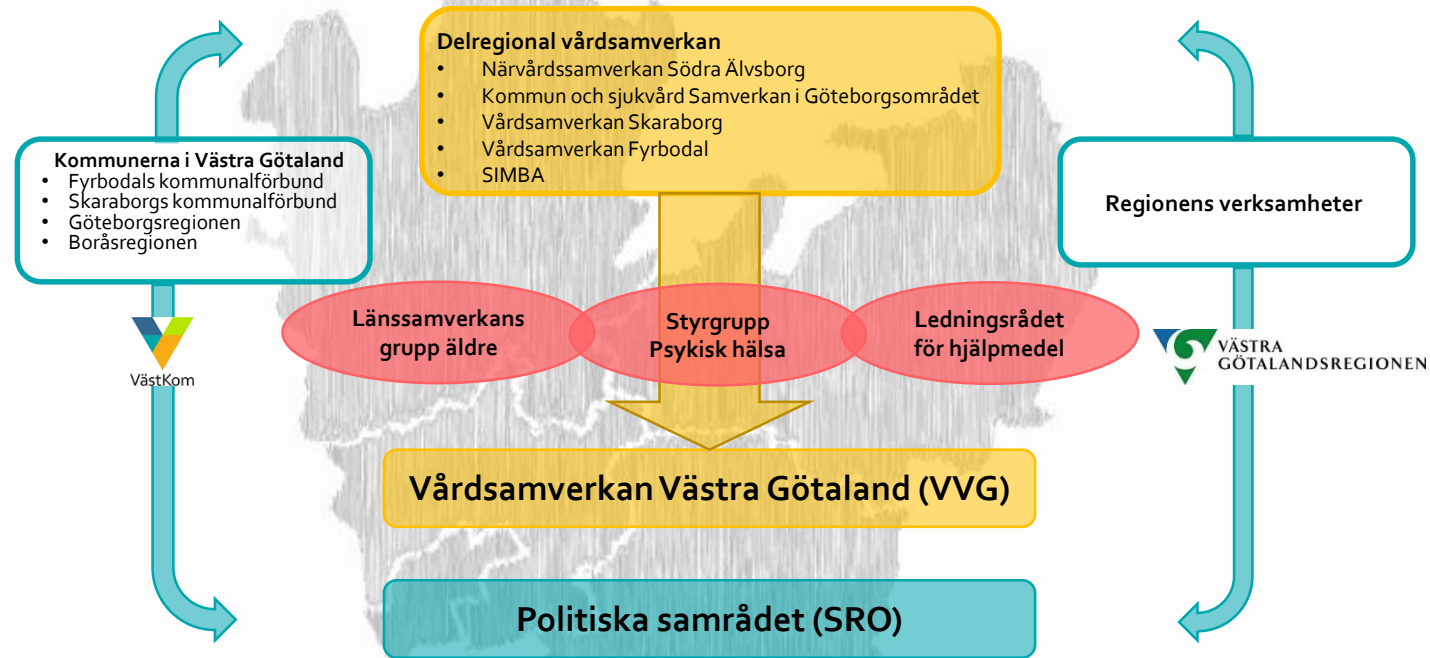 Delregional vårdsamverkan
• Närvårdssamverkan Södra Älvsborg
• Kommun och sjukvård Samverkan i Göteborgsområdet
• Vårdsamverkan Skaraborg
• Vårdsamverkan Fyrbodal
• SIMBA
Kommunerna i Västra Götaland
• Fyrbodals kommunalförbund
• Skaraborgs kommunalförbund
• Göteborgsregionen
• Boråsregionen
Regionens verksamheter
Länssamverkans
grupp äldre
Styrgrupp
Psykisk hälsa
Ledningsrådet
för hjälpmedel
VästKom
VÄSTRA
GÖTALANDSREGIONEN
Vårdsamverkan Västra Götaland (VVG)
Politiska samrådet (SRO)